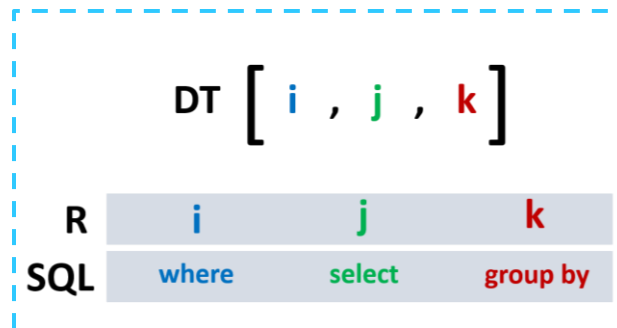 DT [ i , j , k ]
R i j k
SQL where select group by